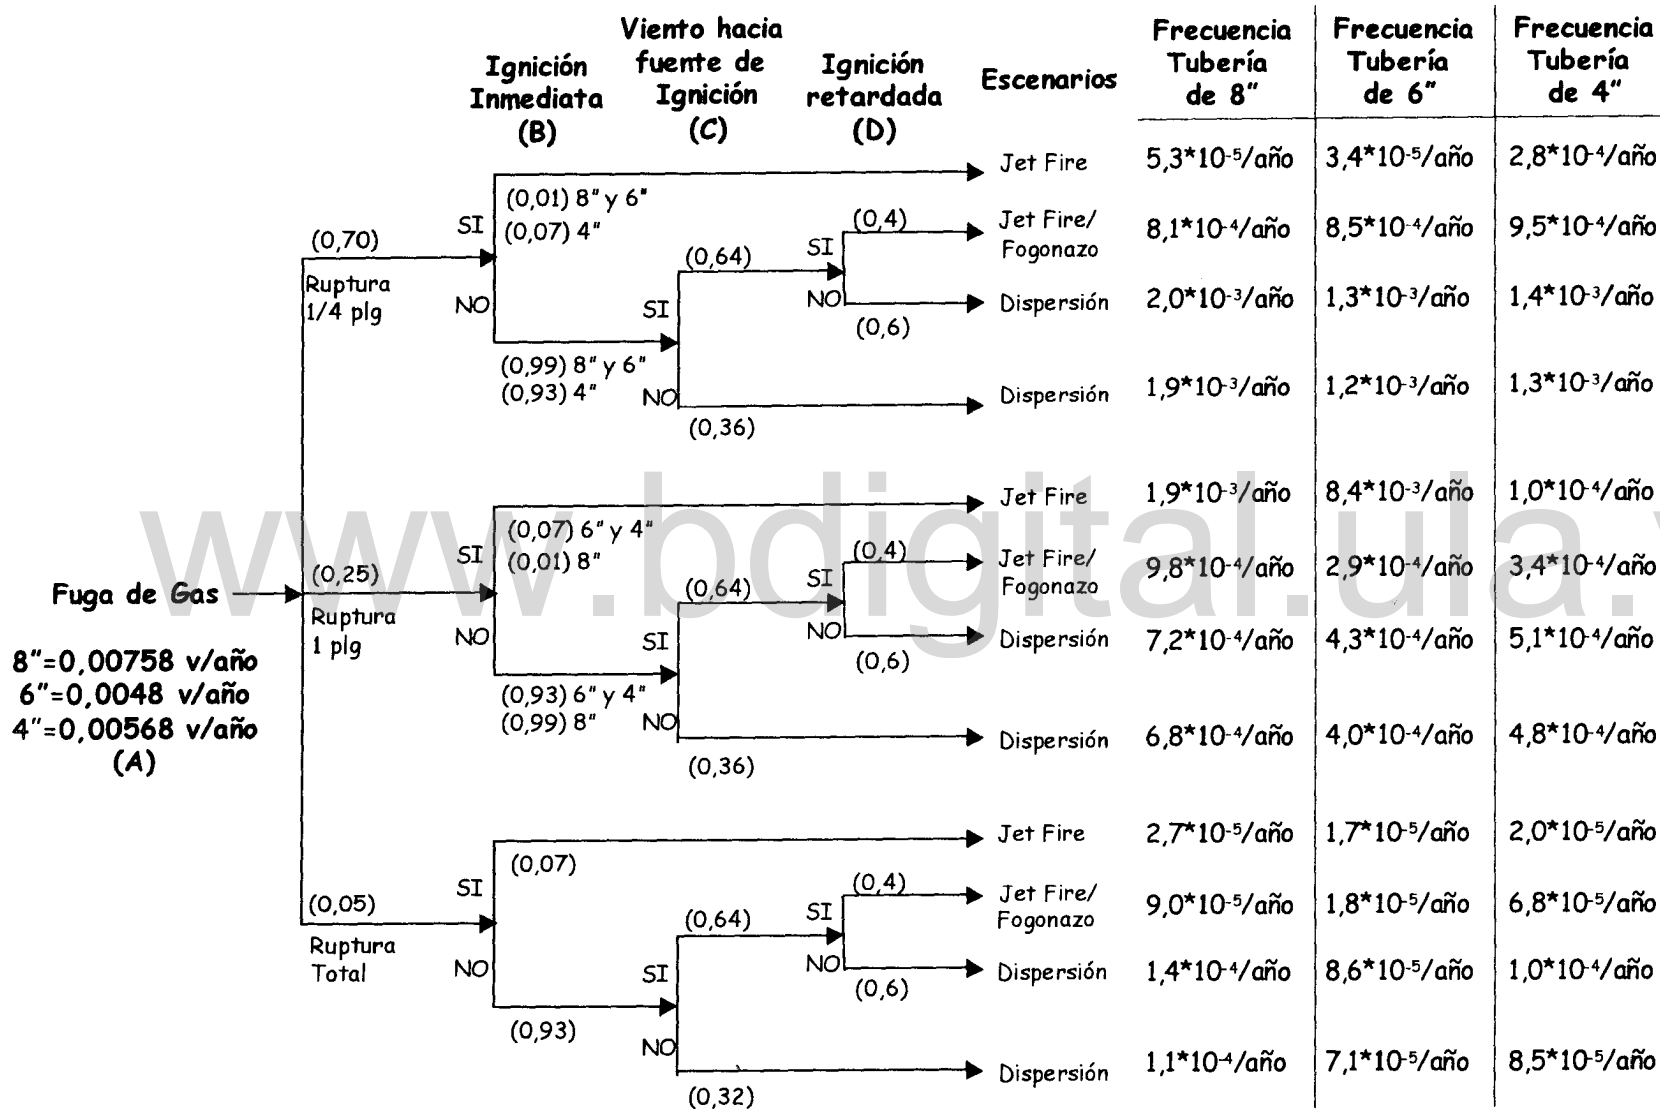 Viento hacia
fuente de
Ignición
(C)
Ignición
Inmediata
(B)
Ignición
retardada
(D)
Escenarios
Frecuencia
Tubería
de 8"
Frecuencia
Tubería
de 6"
Frecuencia
Tubería
de 4"
Jet Fire 5,3*10-5/año 3,4*10-5/año 2,8*10-4/año
(0,01) 8" y 6"
(0,07) 4"
SI
(0,70)
Ruptura
1/4 plg
NO
(0,4)
Jet Fire/
Fogonazo
8,1*10-4/año 8,5*10-4/año 9,5*10-4/año
(0,64)
SI
NO
SI
Dispersión 2,0*10-3/año 1,3*10-3/año 1,4*10-3/año
(0,6)
(0,99) 8" y 6"
(0,93) 4"
NO
Dispersión 1,9*10-3/año 1,2*10-3/año 1,3*10-3/año
(0,36)
www.bdigital.ula.v
Jet Fire 1,9*10-3/año 8,4*10-3/año 1,0*10-4/año
(0,07) 6" y 4"
(0,01) 8"
SI
(0,25)
Ruptura
1 plg
NO
(0,4)
Jet Fire/
Fogonazo
9,8*10-4/año 2,9*10-4/año 3,4*10-4/año
(0,64)
SI
NO
SI
Dispersión 7,2*10-4/año 4,3*10-4/año 5,1*10-4/año
(0,6)
Fuga de Gas
8"=0,00758 v/año
6"=0,0048 v/año
4"=0,00568 v/año
(A)
(0,93) 6" y 4"
(0,99) 8"
NO
Dispersión 6,8*10-4/año 4,0*10-4/año 4,8*10-4/año
(0,36)
Jet Fire 2,7*10-5/año 1,7*10-5/año 2,0*10-5/año
(0,07)
SI
(0,05)
Ruptura
Total
NO
(0,4)
Jet Fire/
Fogonazo
9,0*10-5/año 1,8*10-5/año 6,8*10-5/año
(0,64)
SI
NO
SI
Dispersión 1,4*10-4/año 8,6*10-5/año 1,0*10-4/año
(0,6)
(0,93)
NO
Dispersión 1,1*10-4/año 7,1*10-5/año 8,5*10-5/año
(0,32)